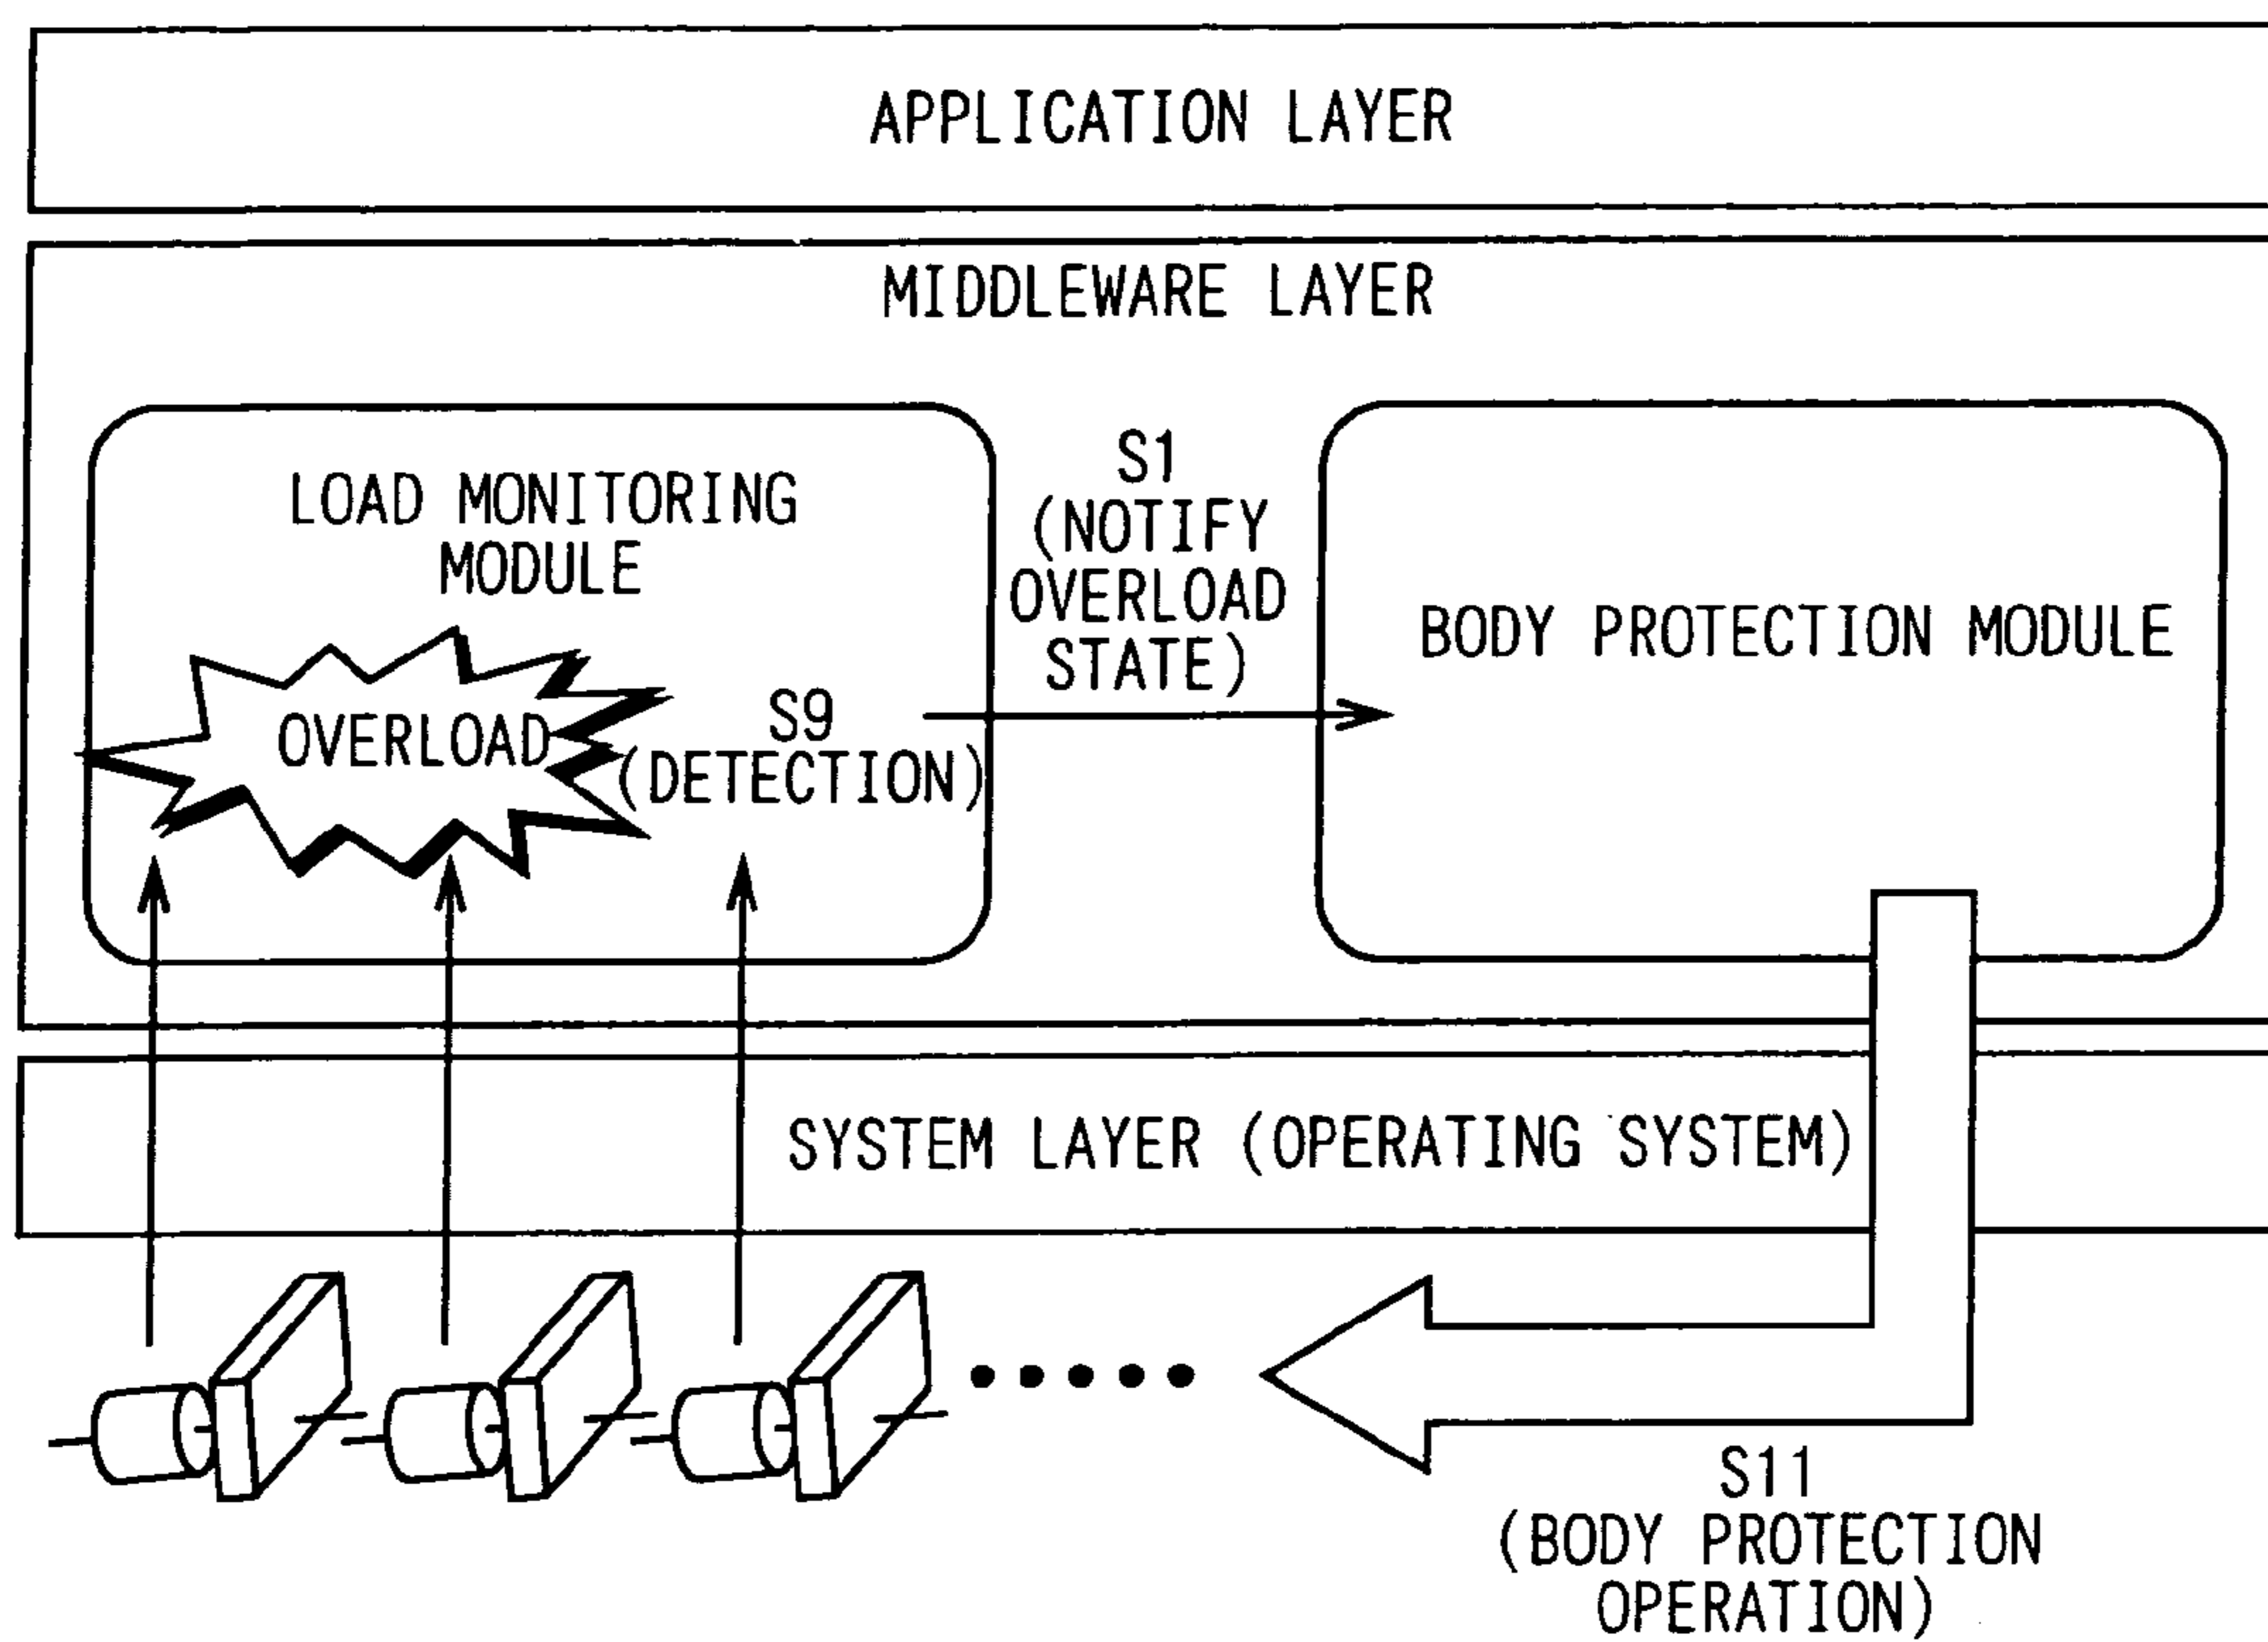 APPLICATION LAYER
MIDDLEWARE LAYER
LOAD MONITORING
MODULE
OVERLOAD
S9
(DETECTION)
S1
(NOTIFY
OVERLOAD
STATE)
BODY PROTECTION MODULE
SYSTEM LAYER (OPERATING SYSTEM)
S11
(BODY PROTECTION
OPERATION)